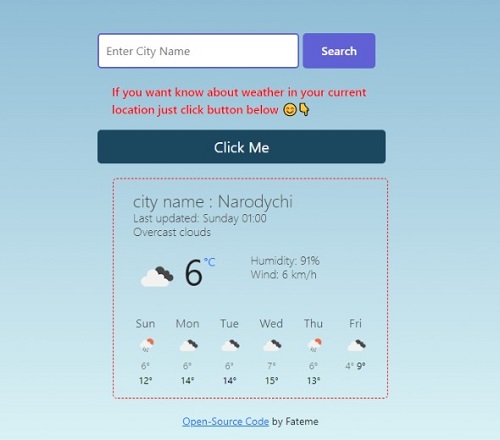 Enter City Name
Search
If you want know about weather in your current
location just click button below 😊👇
Click Me
city name : Narodychi
Last updated: Sunday 01:00
Overcast clouds
6 °C
Humidity: 91%
Wind: 6 km/h
Sun Mon Tue Wed Thu Fri
6° 6° 6° 7° 6° 4° 9°
12° 14° 14° 15° 13°
Open-Source Code by Fateme